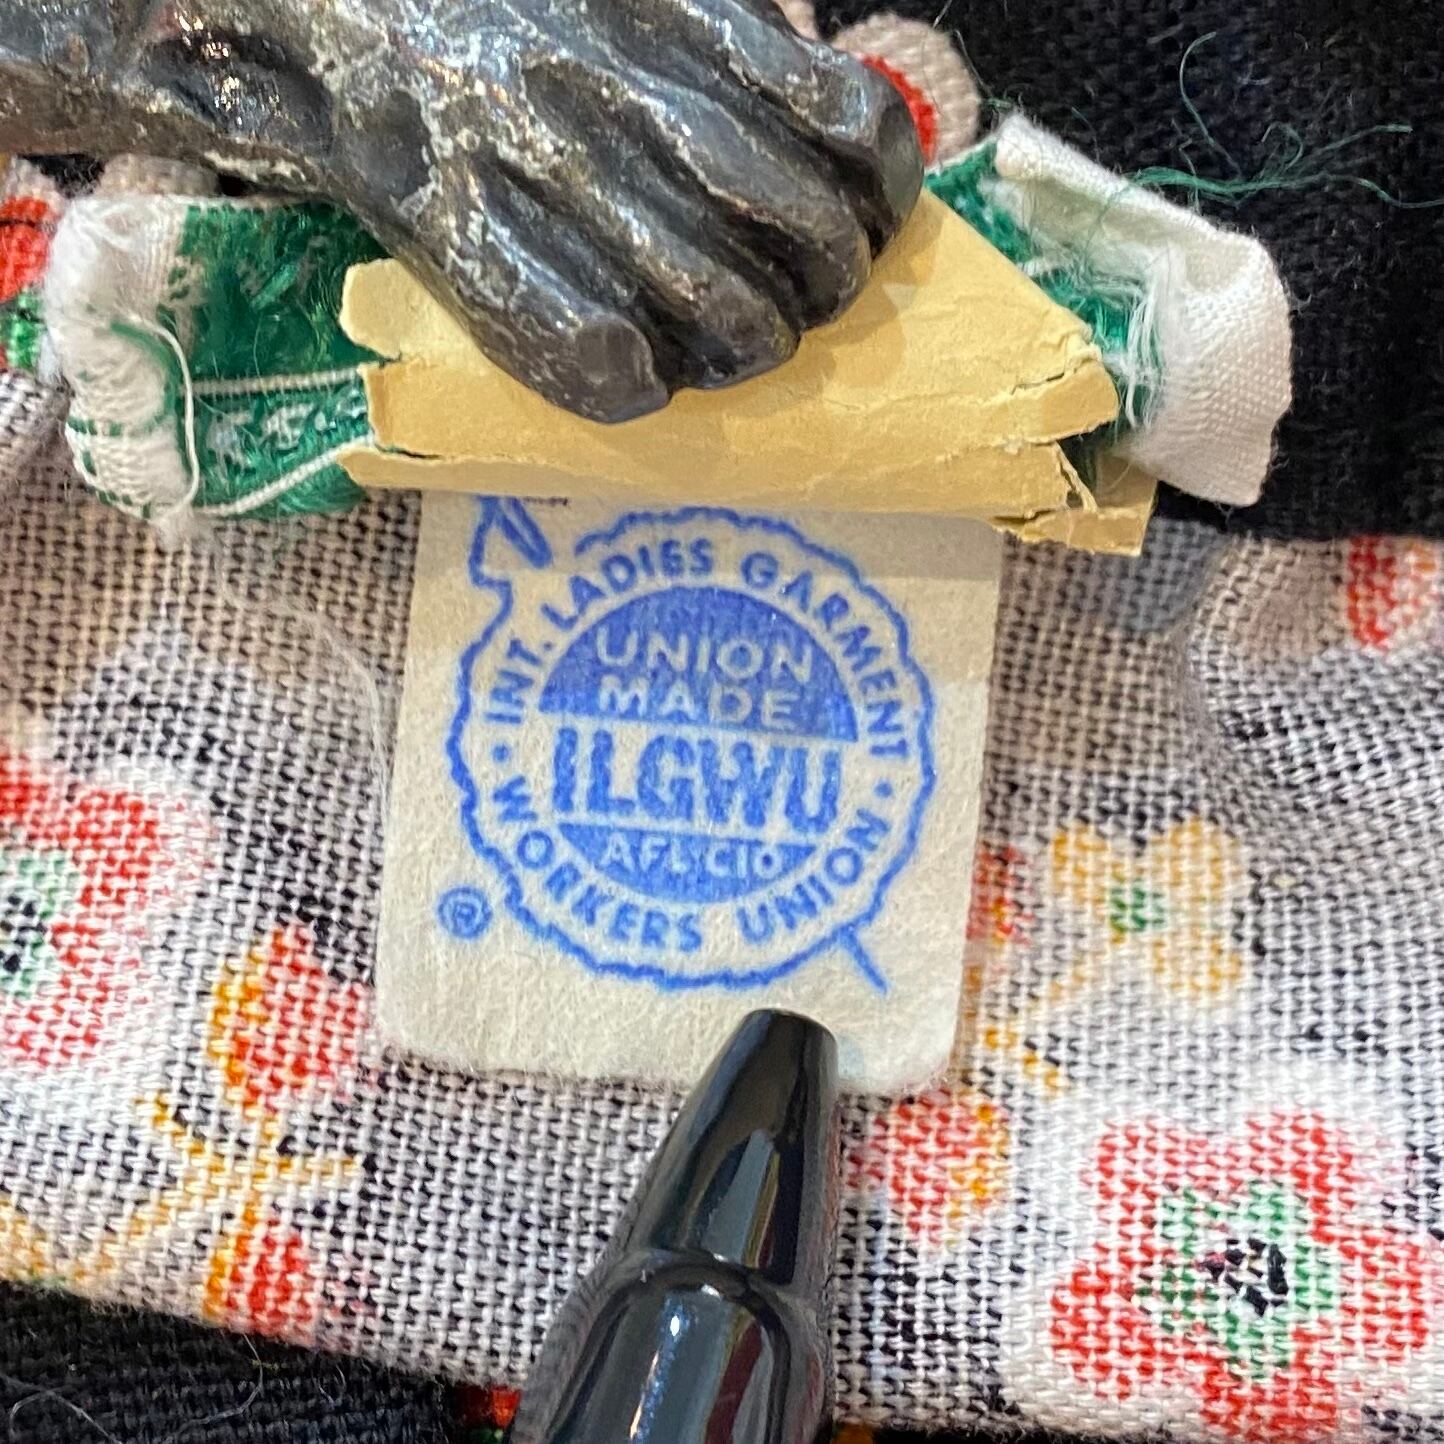 INT. LADIES GARMENT
UNION
MADE
ILGWU
AFL CIO
• WORKERS UNION •
®